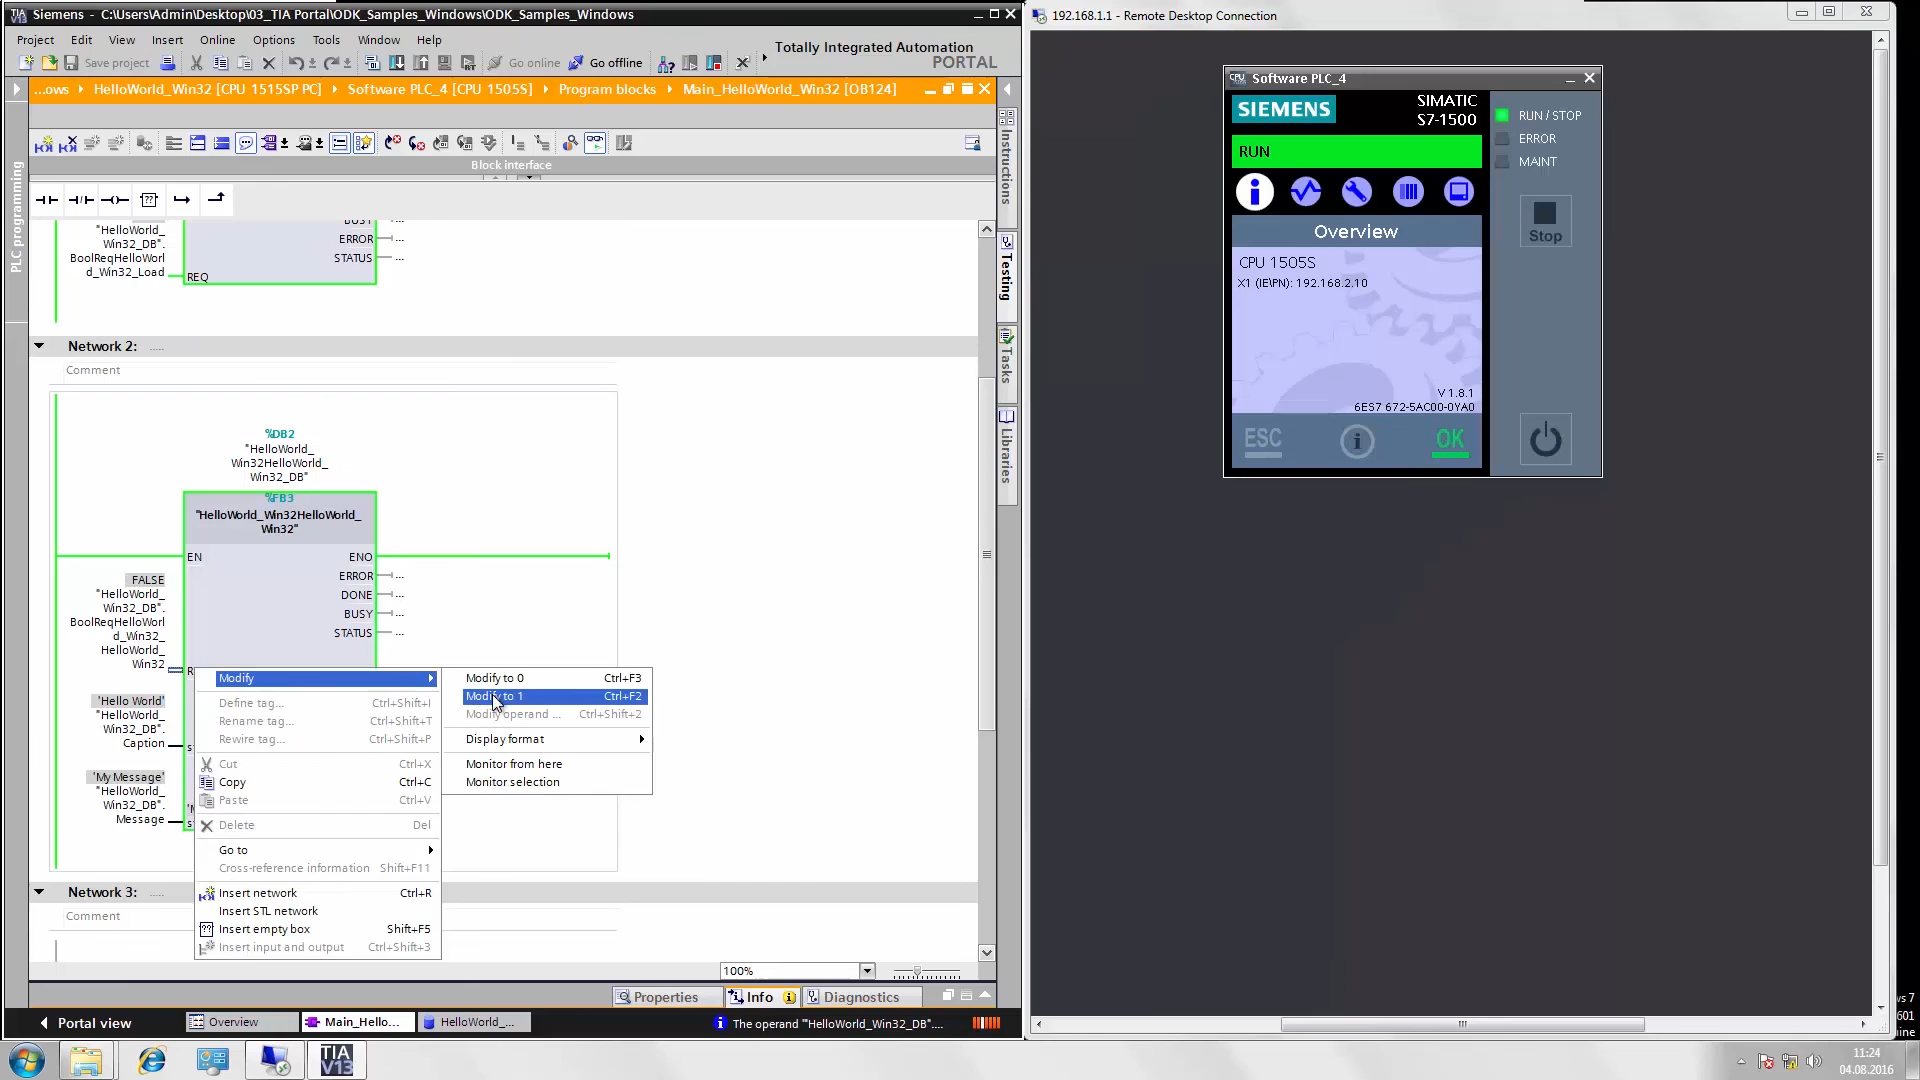 Siemens - C:\Users\Admin\Desktop\03_TIA Portal\ODK_Samples_Windows\ODK_Samples_Windows
Project Edit View Insert Online Options Tools Window Help
Save project Go online Go offline
Totally Integrated Automation
PORTAL
...ows HelloWorld_Win32 [CPU 1515SP PC] Software PLC_4 [CPU 1505S] Program blocks Main_HelloWorld_Win32 [OB124]
Block interface
PLC programming
Instructions
Testing
Tasks
Libraries
BUSY ...
ERROR ...
STATUS ...
"HelloWorld_
Win32_DB".
BoolReqHelloWorl
d_Win32_Load
REQ
Network 2: .....
Comment
%DB2
"HelloWorld_
Win32HelloWorld_
Win32_DB"
%FB3
"HelloWorld_Win32HelloWorld_
Win32"
EN ENO
ERROR ...
DONE ...
BUSY ...
STATUS ...
FALSE
"HelloWorld_
Win32_DB".
BoolReqHelloWorl
d_Win32_
HelloWorld_
Win32
'Hello World'
"HelloWorld_
Win32_DB".
Caption
'My Message'
"HelloWorld_
Win32_DB".
Message
Modify
Define tag... Ctrl+Shift+I
Rename tag... Ctrl+Shift+T
Rewire tag... Ctrl+Shift+P
Cut Ctrl+X
Copy Ctrl+C
Paste Ctrl+V
Delete Del
Go to
Cross-reference information Shift+F11
Insert network Ctrl+R
Insert STL network
Insert empty box Shift+F5
Insert input and output Ctrl+Shift+3
Modify to 0 Ctrl+F3
Modify to 1 Ctrl+F2
Modify operand ... Ctrl+Shift+2
Display format
Monitor from here
Monitor selection
Network 3: .....
Comment
100%
Properties Info Diagnostics
Portal view Overview Main_Hello... HelloWorld_... The operand '"HelloWorld_Win32_DB"....
TIA
V13
192.168.1.1 - Remote Desktop Connection
Software PLC_4
SIEMENS
SIMATIC
S7-1500
RUN
RUN / STOP
ERROR
MAINT
Stop
Overview
CPU 1505S
X1 (IE\PN): 192.168.2.10
V 1.8.1
6ES7 672-5AC00-0YA0
ESC OK
ws 7
601
11:24
04.08.2016